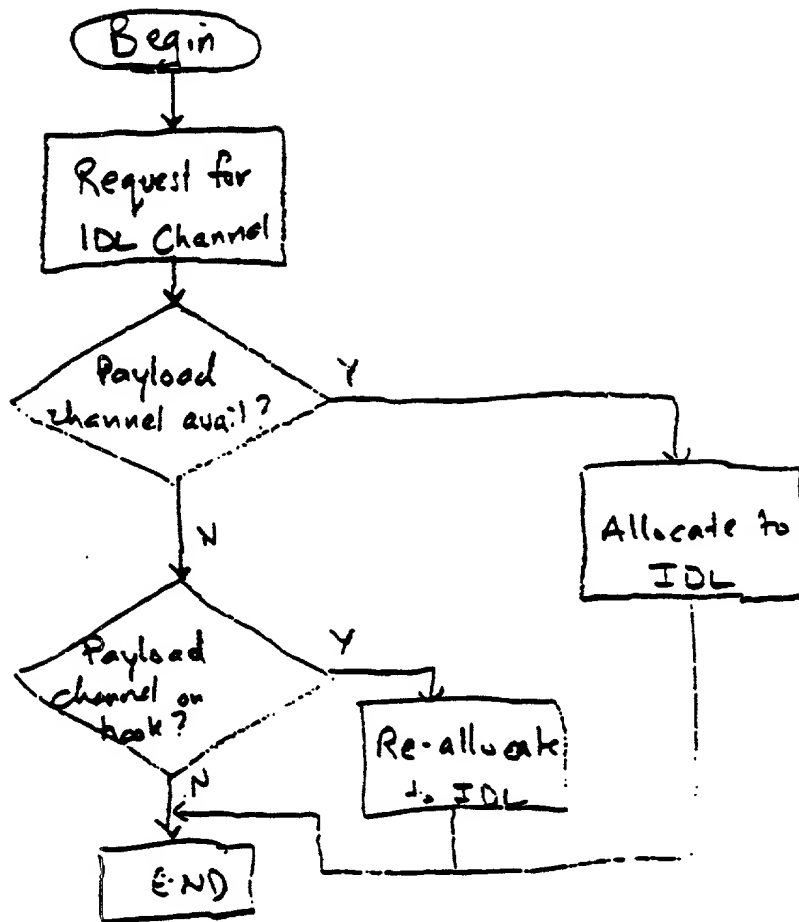 Begin
Request for
IDL Channel
Payload
channel avail?
Y
N
Allocate to
IDL
Payload
channel on
hook?
Y
Re-allocate
to IDL
N
END